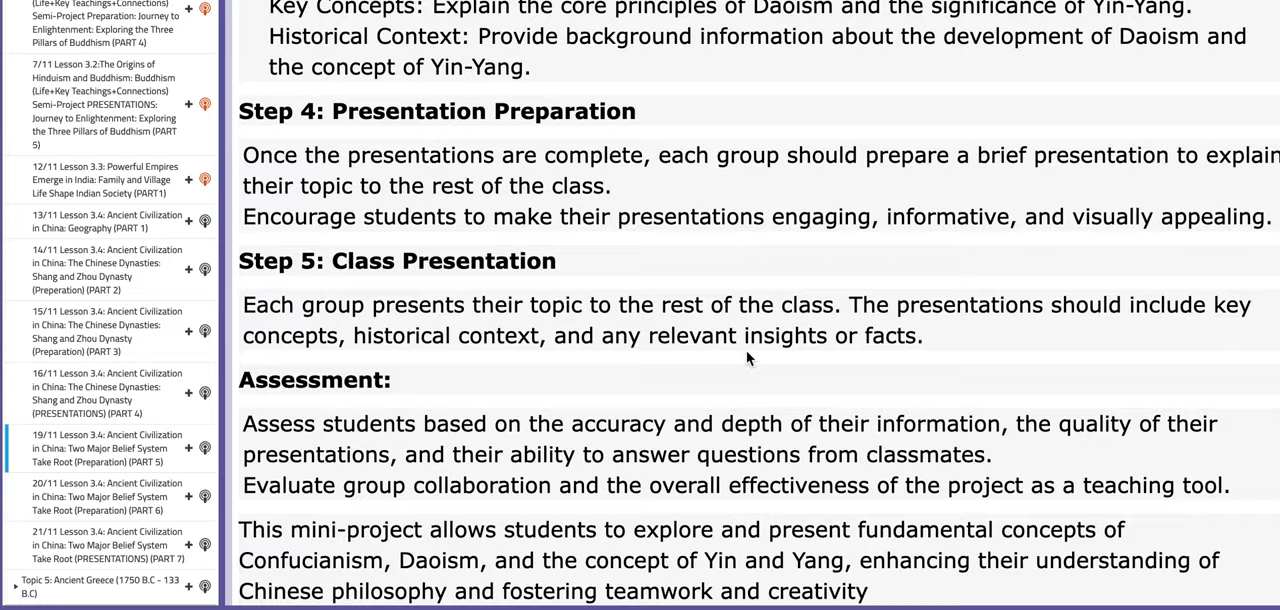 (Life+Key Teachings+Connections)
Semi-Project Preparation: Journey to
Enlightenment: Exploring the Three
Pillars of Buddhism (PART 4)
7/11 Lesson 3.2:The Origins of
Hinduism and Buddhism: Buddhism
(Life+Key Teachings+Connections)
Semi-Project PRESENTATIONS:
Journey to Enlightenment: Exploring
the Three Pillars of Buddhism (PART
5)
12/11 Lesson 3.3: Powerful Empires
Emerge in India: Family and Village
Life Shape Indian Society (PART1)
13/11 Lesson 3.4: Ancient Civilization
in China: Geography (PART 1)
14/11 Lesson 3.4: Ancient Civilization
in China: The Chinese Dynasties:
Shang and Zhou Dynasty
(Preperation) (PART 2)
15/11 Lesson 3.4: Ancient Civilization
in China: The Chinese Dynasties:
Shang and Zhou Dynasty
(Preparation) (PART 3)
16/11 Lesson 3.4: Ancient Civilization
in China: The Chinese Dynasties:
Shang and Zhou Dynasty
(PRESENTATIONS) (PART 4)
19/11 Lesson 3.4: Ancient Civilization
in China: Two Major Belief System
Take Root (Preparation) (PART 5)
20/11 Lesson 3.4: Ancient Civilization
in China: Two Major Belief System
Take Root (Preparation) (PART 6)
21/11 Lesson 3.4: Ancient Civilization
in China: Two Major Belief System
Take Root (PRESENTATIONS) (PART 7)
Topic 5: Ancient Greece (1750 B.C - 133
B.C)
Key Concepts: Explain the core principles of Daoism and the significance of Yin-Yang.
Historical Context: Provide background information about the development of Daoism and
the concept of Yin-Yang.
Step 4: Presentation Preparation
Once the presentations are complete, each group should prepare a brief presentation to explain
their topic to the rest of the class.
Encourage students to make their presentations engaging, informative, and visually appealing.
Step 5: Class Presentation
Each group presents their topic to the rest of the class. The presentations should include key
concepts, historical context, and any relevant insights or facts.
Assessment:
Assess students based on the accuracy and depth of their information, the quality of their
presentations, and their ability to answer questions from classmates.
Evaluate group collaboration and the overall effectiveness of the project as a teaching tool.
This mini-project allows students to explore and present fundamental concepts of
Confucianism, Daoism, and the concept of Yin and Yang, enhancing their understanding of
Chinese philosophy and fostering teamwork and creativity